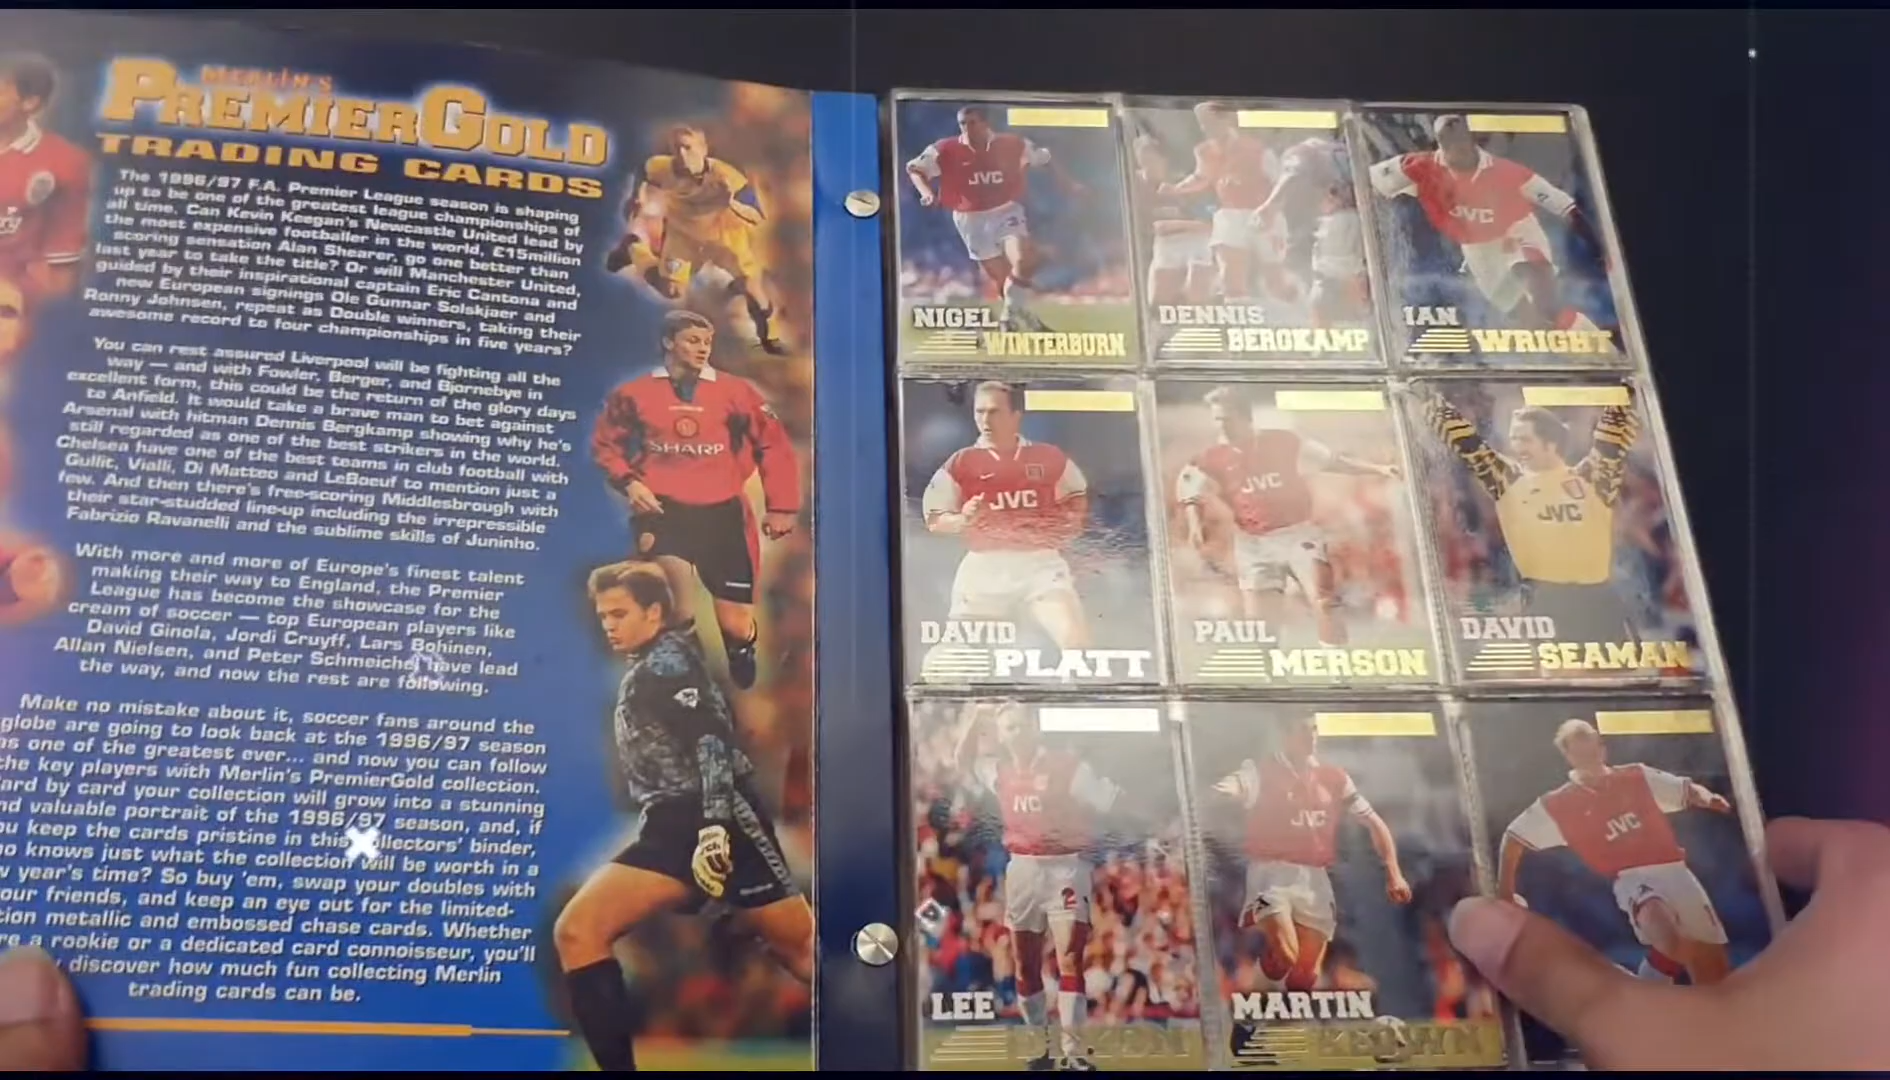 MERLIN'S
PREMIERGOLD
TRADING CARDS
The 1996/97 F.A. Premier League season is shaping
up to be one of the greatest league championships of
all time. Can Kevin Keegan's Newcastle United lead by
the most expensive footballer in the world, £15million
scoring sensation Alan Shearer, go one better than
last year to take the title? Or will Manchester United,
guided by their inspirational captain Eric Cantona and
new European signings Ole Gunnar Solskjaer and
Ronny Johnsen, repeat as Double winners, taking their
awesome record to four championships in five years?
You can rest assured Liverpool will be fighting all the
way — and with Fowler, Berger, and Bjornebye in
excellent form, this could be the return of the glory days
to Anfield. It would take a brave man to bet against
Arsenal with hitman Dennis Bergkamp showing why he's
still regarded as one of the best strikers in the world.
Chelsea have one of the best teams in club football with
Gullit, Vialli, Di Matteo and LeBoeuf to mention just a
few. And then there's free-scoring Middlesbrough with
their star-studded line-up including the irrepressible
Fabrizio Ravanelli and the sublime skills of Juninho.
With more and more of Europe's finest talent
making their way to England, the Premier
League has become the showcase for the
cream of soccer — top European players like
David Ginola, Jordi Cruyff, Lars Bohinen,
Allan Nielsen, and Peter Schmeichel have lead
the way, and now the rest are following.
Make no mistake about it, soccer fans around the
globe are going to look back at the 1996/97 season
as one of the greatest ever... and now you can follow
the key players with Merlin's PremierGold collection.
ard by card your collection will grow into a stunning
nd valuable portrait of the 1996/97 season, and, if
ou keep the cards pristine in this collectors' binder,
o knows just what the collection will be worth in a
w year's time? So buy 'em, swap your doubles with
our friends, and keep an eye out for the limited-
tion metallic and embossed chase cards. Whether
re a rookie or a dedicated card connoisseur, you'll
discover how much fun collecting Merlin
trading cards can be.
SHARP
JVC
NIGEL
WINTERBURN
DENNIS
BERGKAMP
JVC
IAN
WRIGHT
JVC
DAVID
PLATT
JVC
PAUL
MERSON
JVC
DAVID
SEAMAN
JVC
2
LEE
DIXON
JVC
MARTIN
KEOWN
JVC